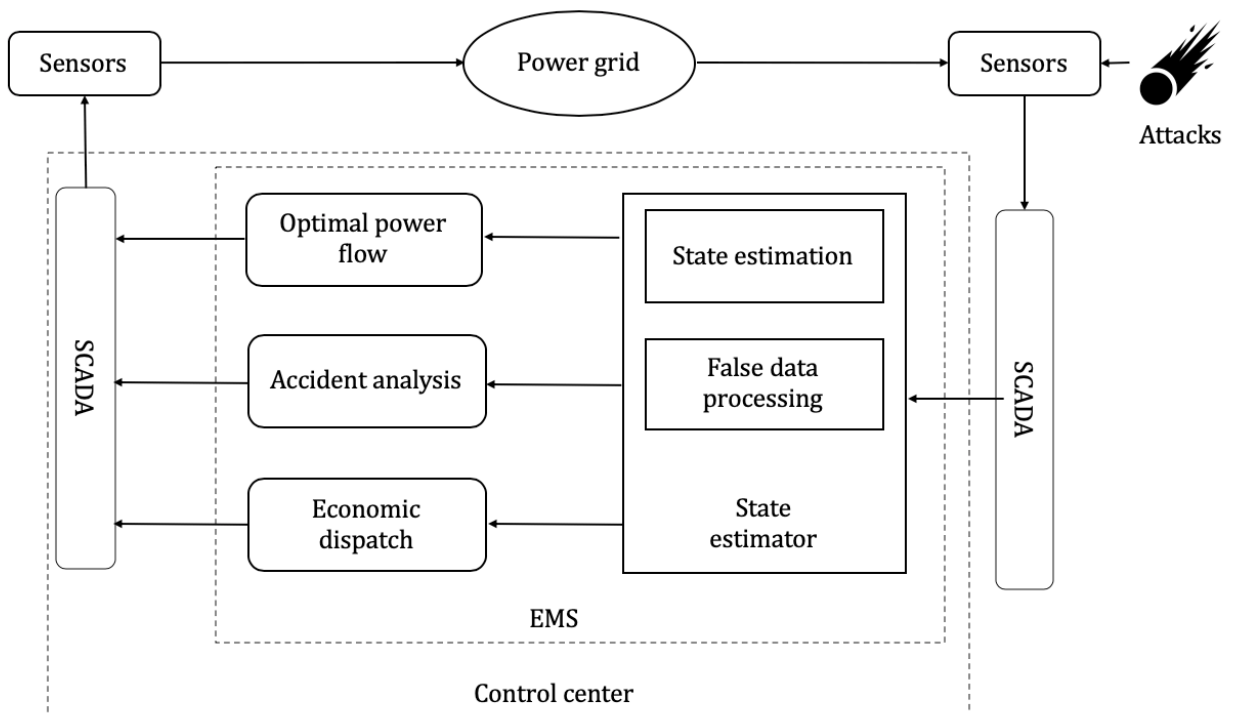 Sensors
Power grid
Sensors
Attacks
Optimal power
flow
State estimation
SCADA
Accident analysis
False data
processing
SCADA
Economic
dispatch
State
estimator
EMS
Control center